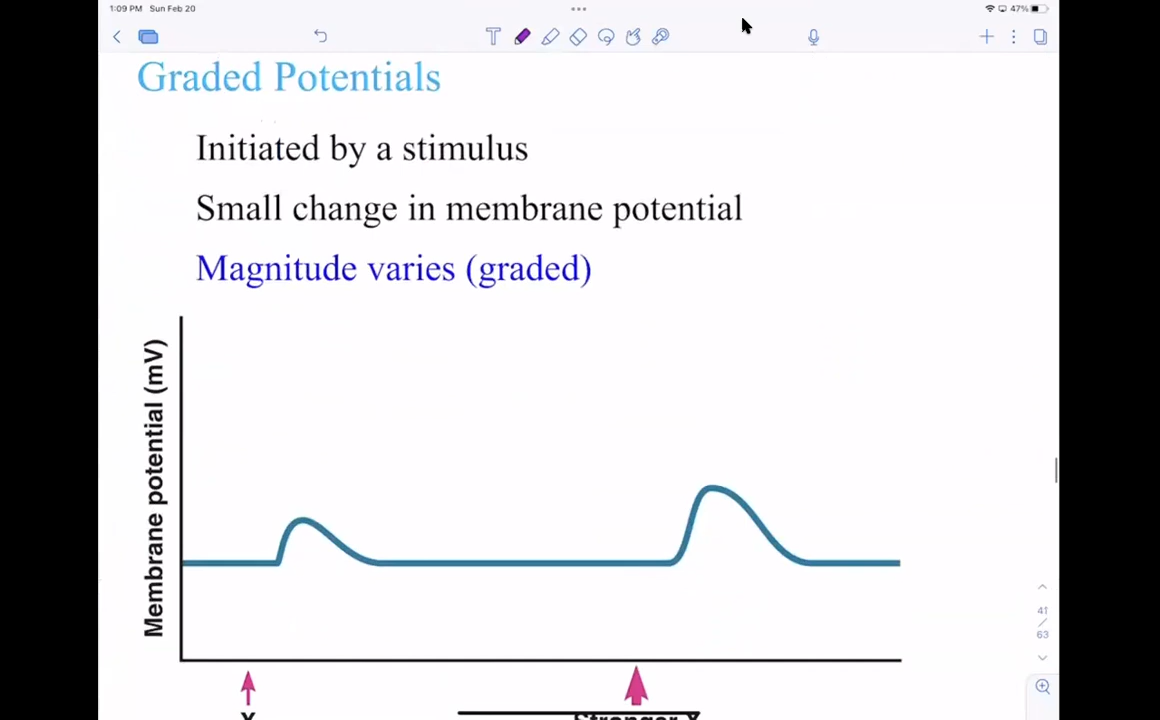 1:09 PM Sun Feb 20
47%
Graded Potentials
Initiated by a stimulus
Small change in membrane potential
Magnitude varies (graded)
Membrane potential (mV)
41
/
63
X
Stronger X